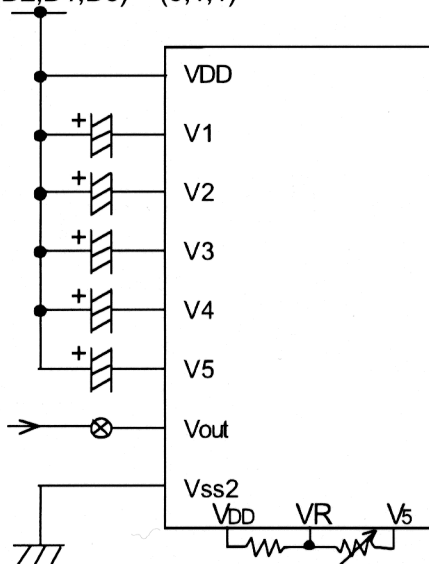 VDD
+ V1
+ V2
+ V3
+ V4
+ V5
Vout
Vss2
VDD VR V5